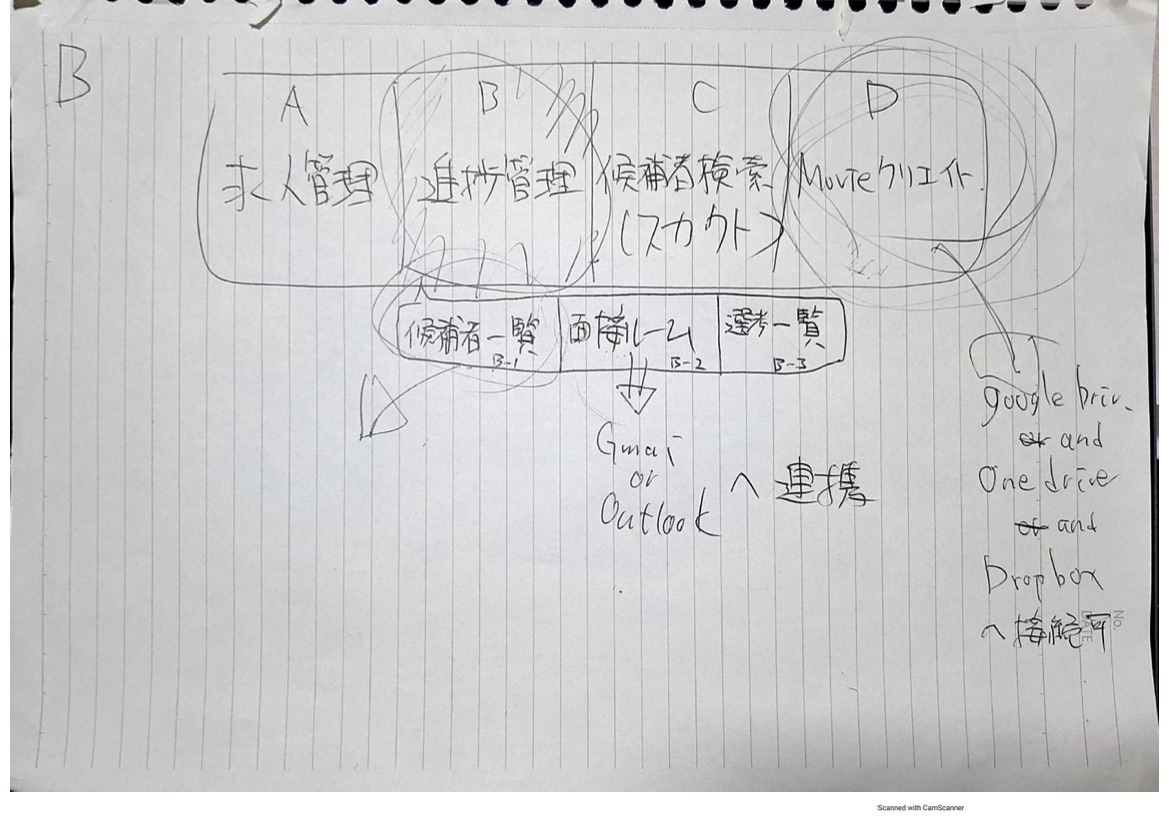 B
A
B
C
D
求人管理
進捗管理
候補者検索
(スカウト)
Movieクリエイト
候補者一覧
B-1
面接ルーム
B-2
選考一覧
B-3
Gmai
or
Outlook
へ連携
google driv.
or and
One drive
or and
Dropbox
へ接続可
NO.
DATE
Scanned with CamScanner